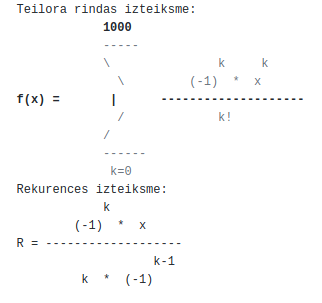 Teilora rindas izteiksme:
            1000
            -----
            \               k     k
              \         (-1)  *  x
f(x) =       |      --------------------
              /             k!
            /
            ------
             k=0
Rekurences izteiksme:
            k
        (-1)  *  x
R = -------------------
                   k-1
         k  *  (-1)